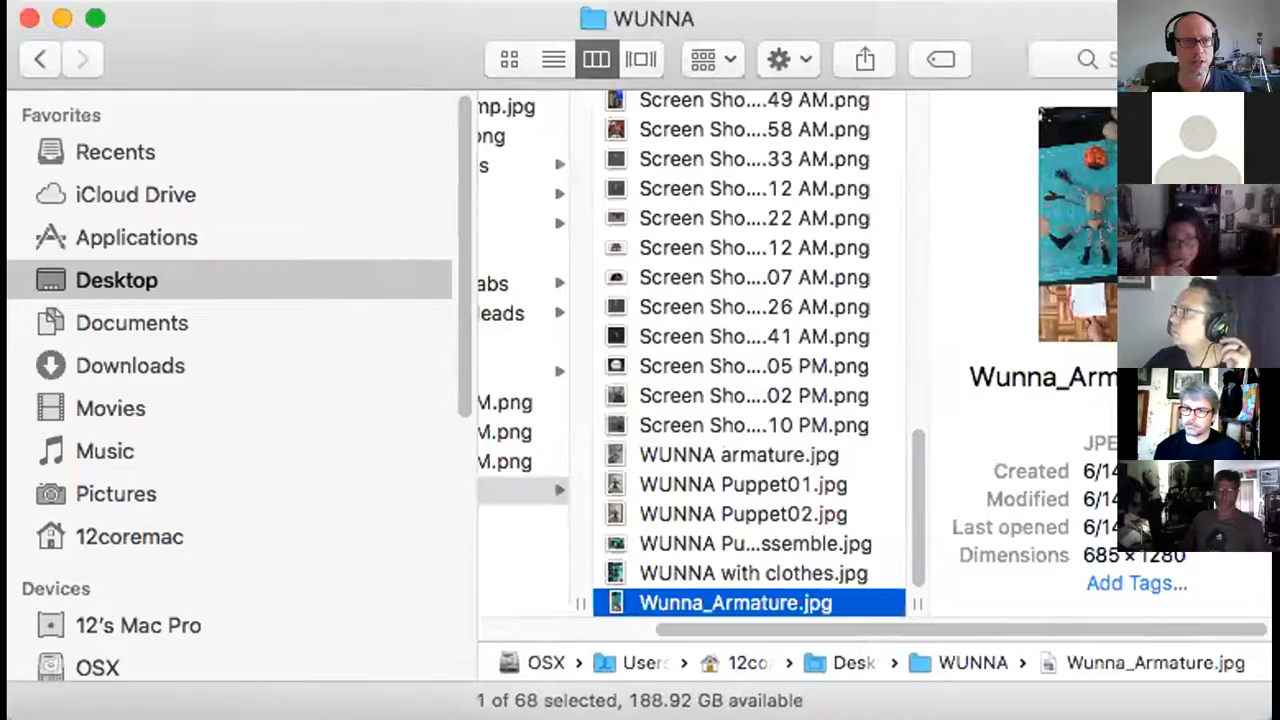 WUNNA
Favorites
Recents
iCloud Drive
Applications
Desktop
Documents
Downloads
Movies
Music
Pictures
12coremac
Devices
12's Mac Pro
OSX
mp.jpg
ng
s
abs
leads
M.png
M.png
M.png
Screen Sho....49 AM.png
Screen Sho....58 AM.png
Screen Sho....33 AM.png
Screen Sho....12 AM.png
Screen Sho....22 AM.png
Screen Sho....12 AM.png
Screen Sho....07 AM.png
Screen Sho....26 AM.png
Screen Sho....41 AM.png
Screen Sho....05 PM.png
Screen Sho....02 PM.png
Screen Sho....10 PM.png
WUNNA armature.jpg
WUNNA Puppet01.jpg
WUNNA Puppet02.jpg
WUNNA Pu...ssemble.jpg
WUNNA with clothes.jpg
Wunna_Armature.jpg
Wunna_Arm
JPE
Created 6/14
Modified 6/14
Last opened 6/14
Dimensions 685 × 1280
Add Tags...
OSX › Users › 12co › Desk › WUNNA › Wunna_Armature.jpg
1 of 68 selected, 188.92 GB available